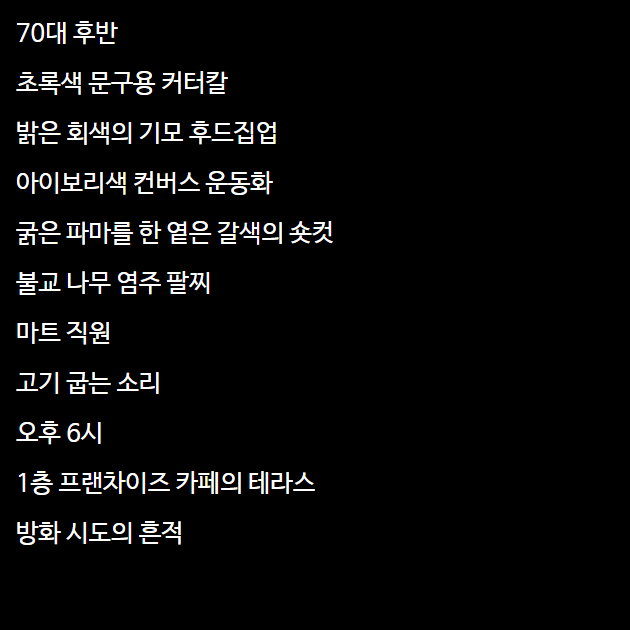 70대 후반
초록색 문구용 커터칼
밝은 회색의 기모 후드집업
아이보리색 컨버스 운동화
굵은 파마를 한 옅은 갈색의 숏컷
불교 나무 염주 팔찌
마트 직원
고기 굽는 소리
오후 6시
1층 프랜차이즈 카페의 테라스
방화 시도의 흔적